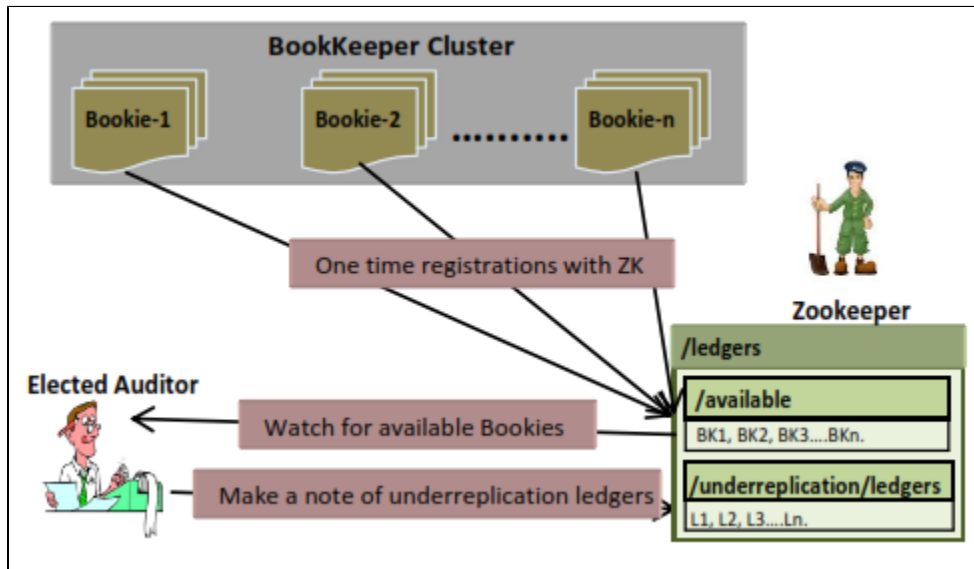 BookKeeper Cluster
Bookie-1
Bookie-2
..........
Bookie-n
One time registrations with ZK
Zookeeper
/ledgers
Elected Auditor
/available
Watch for available Bookies
BK1, BK2, BK3....BKn.
/underreplication/ledgers
Make a note of underreplication ledgers
L1, L2, L3....Ln.